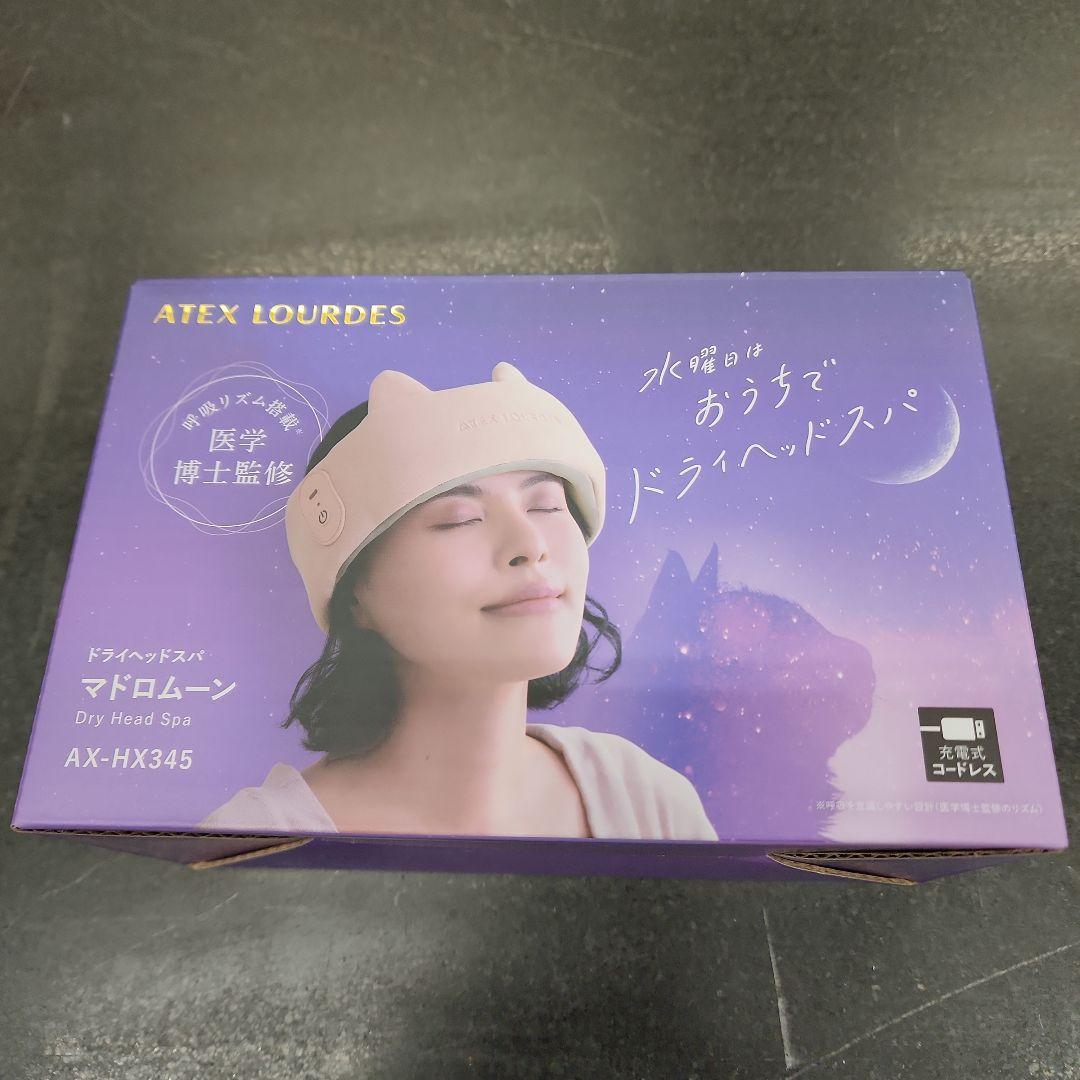 ATEX LOURDES
呼吸リズム搭載※
医学
博士監修
ATEX LOURDES
水曜日は
おうちで
ドライヘッドスパ
ドライヘッドスパ
マドロムーン
Dry Head Spa
AX-HX345
充電式
コードレス
※呼吸を意識しやすい設計(医学博士監修のリズム)